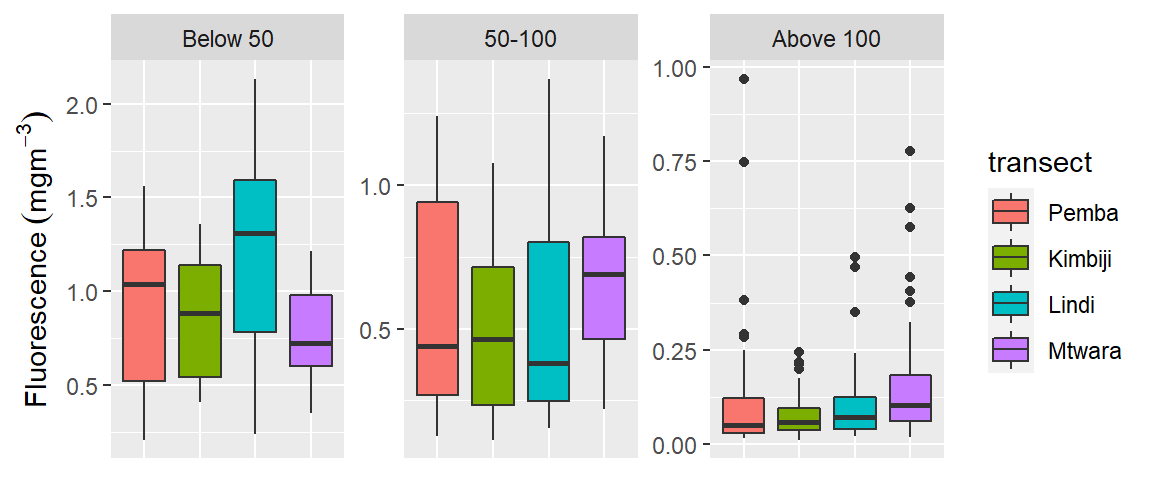 Below 50
50-100
Above 100
Fluorescence (mgm⁻³)
2.0
1.5
1.0
0.5
1.0
0.5
1.00
0.75
0.50
0.25
0.00
transect
Pemba
Kimbiji
Lindi
Mtwara